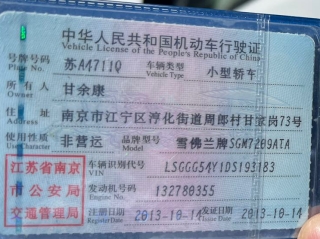 中华人民共和国机动车行驶证
Vehicle License of the People's Republic of China
号牌号码 苏A4711Q 车辆类型 小型轿车
Plate No. Vehicle Type
所有人 甘余康
Owner
住址 南京市江宁区淳化街道周郎村甘家岗73号
Address
使用性质 非营运 品牌型号 雪佛兰牌SGM7209ATA
江苏省南京 车辆识别代号 LSGGG54Y1DS193183
VIN
市公安局 发动机号码 132780355
交通管理局 注册日期 2013-10-14 发证日期 2013-10-14
Register Date Issue Date